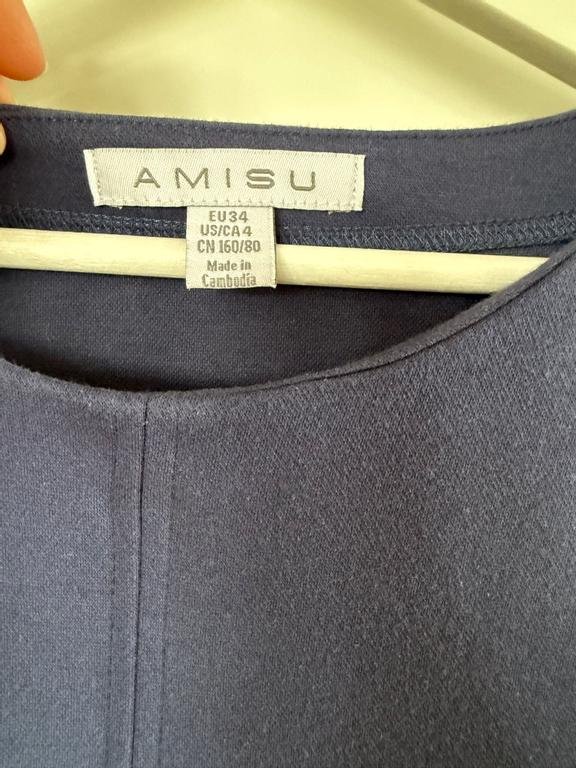 AMISU
EU34
US/CA4
CN 160/80
Made in
Cambodia